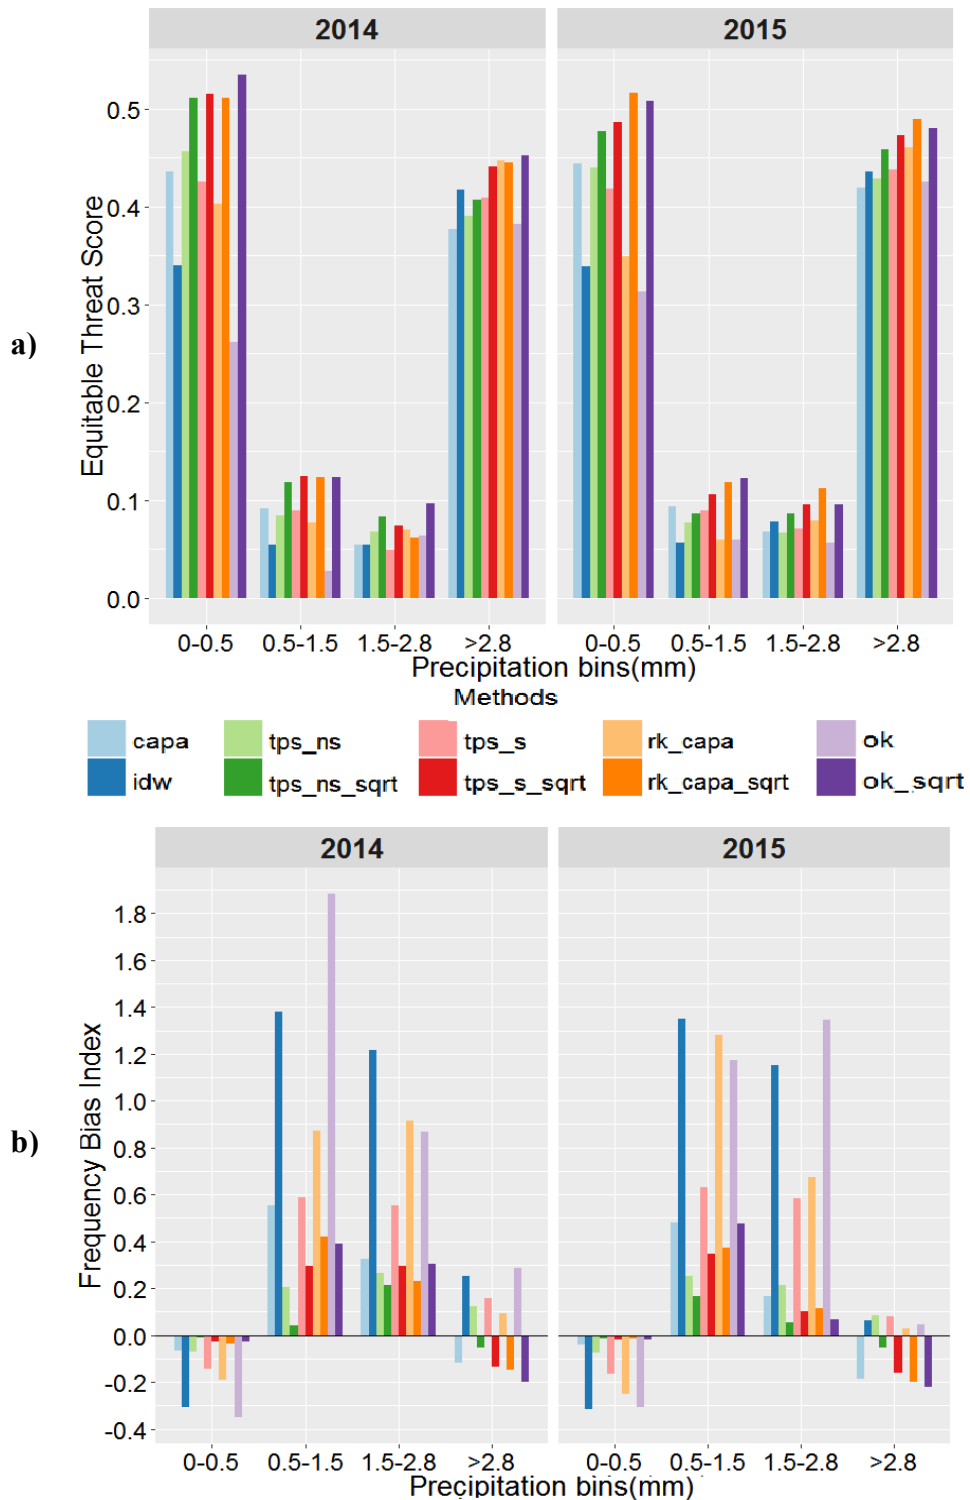 2014 2015
0.5
0.4
0.3
0.2
0.1
0.0
Equitable Threat Score
a)
0-0.5 0.5-1.5 1.5-2.8 >2.8 0-0.5 0.5-1.5 1.5-2.8 >2.8
Precipitation bins(mm)
Methods
capa tps_ns tps_s rk_capa ok
idw tps_ns_sqrt tps_s_sqrt rk_capa_sqrt ok_sqrt
2014 2015
1.8
1.6
1.4
1.2
1.0
0.8
0.6
0.4
0.2
0.0
-0.2
-0.4
Frequency Bias Index
b)
0-0.5 0.5-1.5 1.5-2.8 >2.8 0-0.5 0.5-1.5 1.5-2.8 >2.8
Precipitation bins(mm)